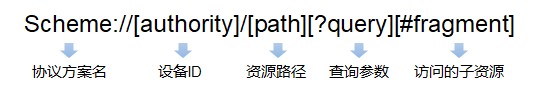 Scheme://[authority]/[path][?query][#fragment]
协议方案名 设备ID 资源路径 查询参数 访问的子资源